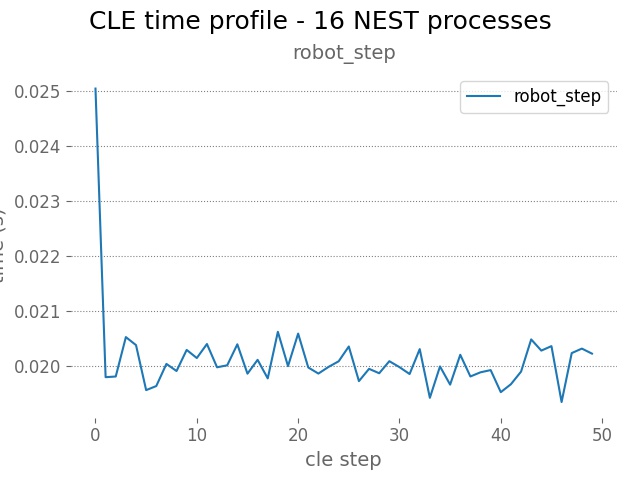 CLE time profile - 16 NEST processes
robot_step
robot_step
0.025
0.024
0.023
0.022
0.021
0.020
time (s)
0 10 20 30 40 50
cle step